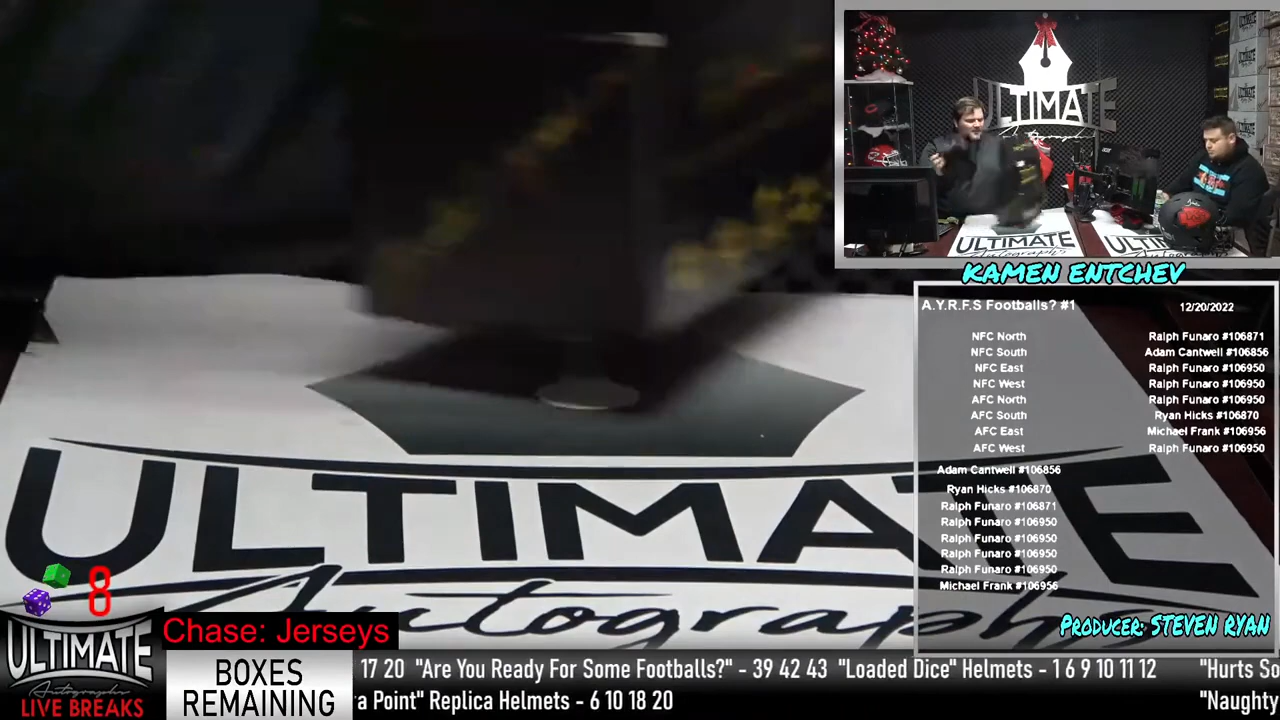 ULTIMATE
Autographs
ULTIMATE
Autographs
ULTIMATE
KAMEN ENTCHEV
A.Y.R.F.S Footballs? #1 12/20/2022
NFC North Ralph Funaro #106871
NFC South Adam Cantwell #106856
NFC East Ralph Funaro #106950
NFC West Ralph Funaro #106950
AFC North Ralph Funaro #106950
AFC South Ryan Hicks #106870
AFC East Michael Frank #106956
AFC West Ralph Funaro #106950
Adam Cantwell #106856
Ryan Hicks #106870
Ralph Funaro #106871
Ralph Funaro #106950
Ralph Funaro #106950
Ralph Funaro #106950
Ralph Funaro #106950
Michael Frank #106956
PRODUCER: STEVEN RYAN
ULTIMATE
Autographs
8
ULTIMATE
Autographs
LIVE BREAKS
Chase: Jerseys
BOXES
REMAINING
17 20 "Are You Ready For Some Footballs?" - 39 42 43 "Loaded Dice" Helmets - 1 6 9 10 11 12 "Hurts So
a Point" Replica Helmets - 6 10 18 20 "Naughty